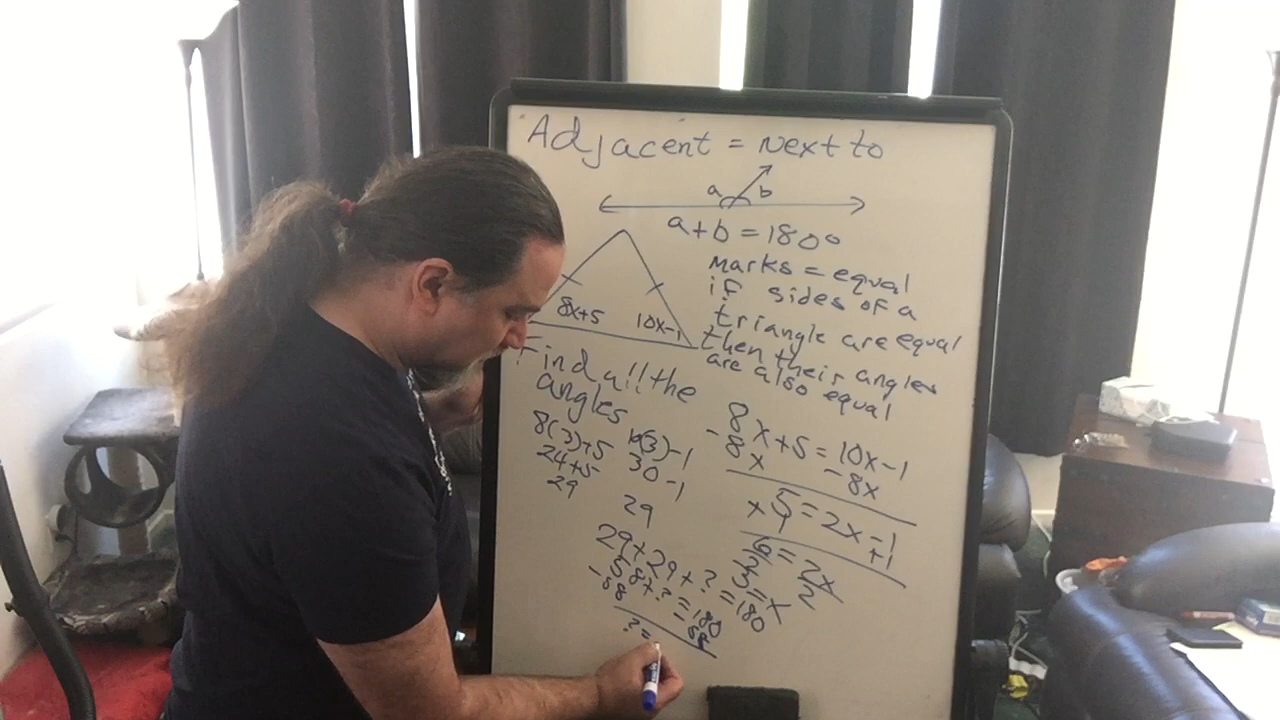 Adjacent = Next to
a b
a+b=180°
marks = equal
if sides of a
triangle are equal
then their angles
are also equal
8x+5 10x-1
Find all the
angles
8(3)+5 10(3)-1
24+5 30-1
29 29
8x+5=10x-1
-8x -8x
5=2x-1
+1 +1
6=2x
2 2
3=x
29+29+?=180
58+?=180
-58 -58
?=